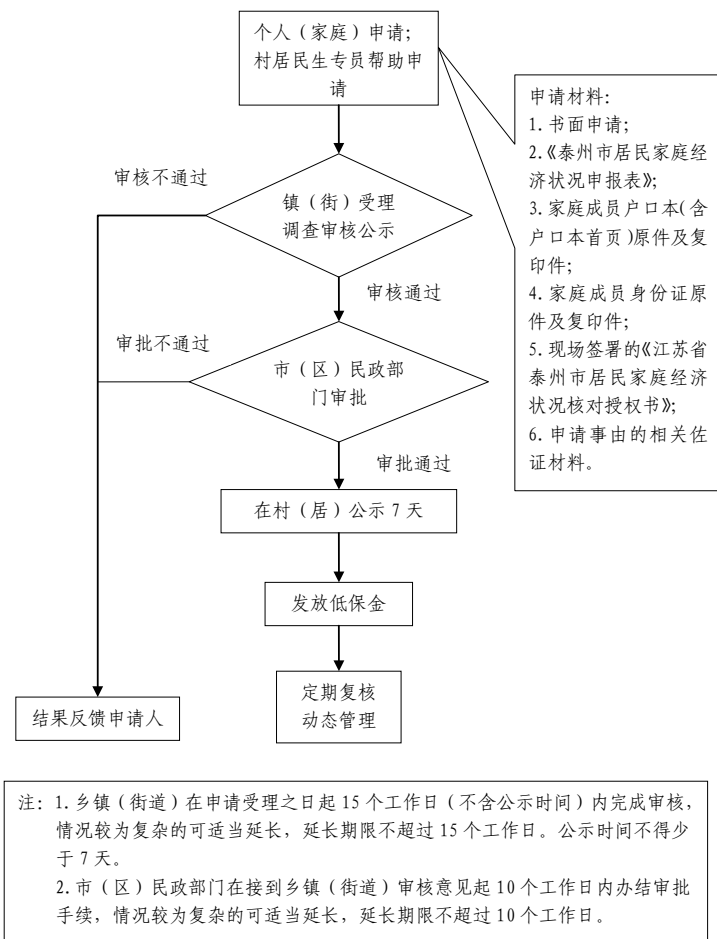 个人（家庭）申请；
村居民生专员帮助申
请
申请材料：
1.书面申请；
2.《泰州市居民家庭经
济状况申报表》；
3.家庭成员户口本（含
户口本首页）原件及复
印件；
4.家庭成员身份证原
件及复印件；
5.现场签署的《江苏省
泰州市居民家庭经济
状况核对授权书》；
6.申请事由的相关佐
证材料。
审核不通过
镇（街）受理
调查审核公示
审核通过
审批不通过
市（区）民政部
门审批
审批通过
在村（居）公示 7 天
发放低保金
定期复核
动态管理
结果反馈申请人
注：1.乡镇（街道）在申请受理之日起 15 个工作日（不含公示时间）内完成审核，
情况较为复杂的可适当延长，延长期限不超过 15 个工作日。公示时间不得少
于 7 天。
2.市（区）民政部门在接到乡镇（街道）审核意见起 10 个工作日内办结审批
手续，情况较为复杂的可适当延长，延长期限不超过 10 个工作日。